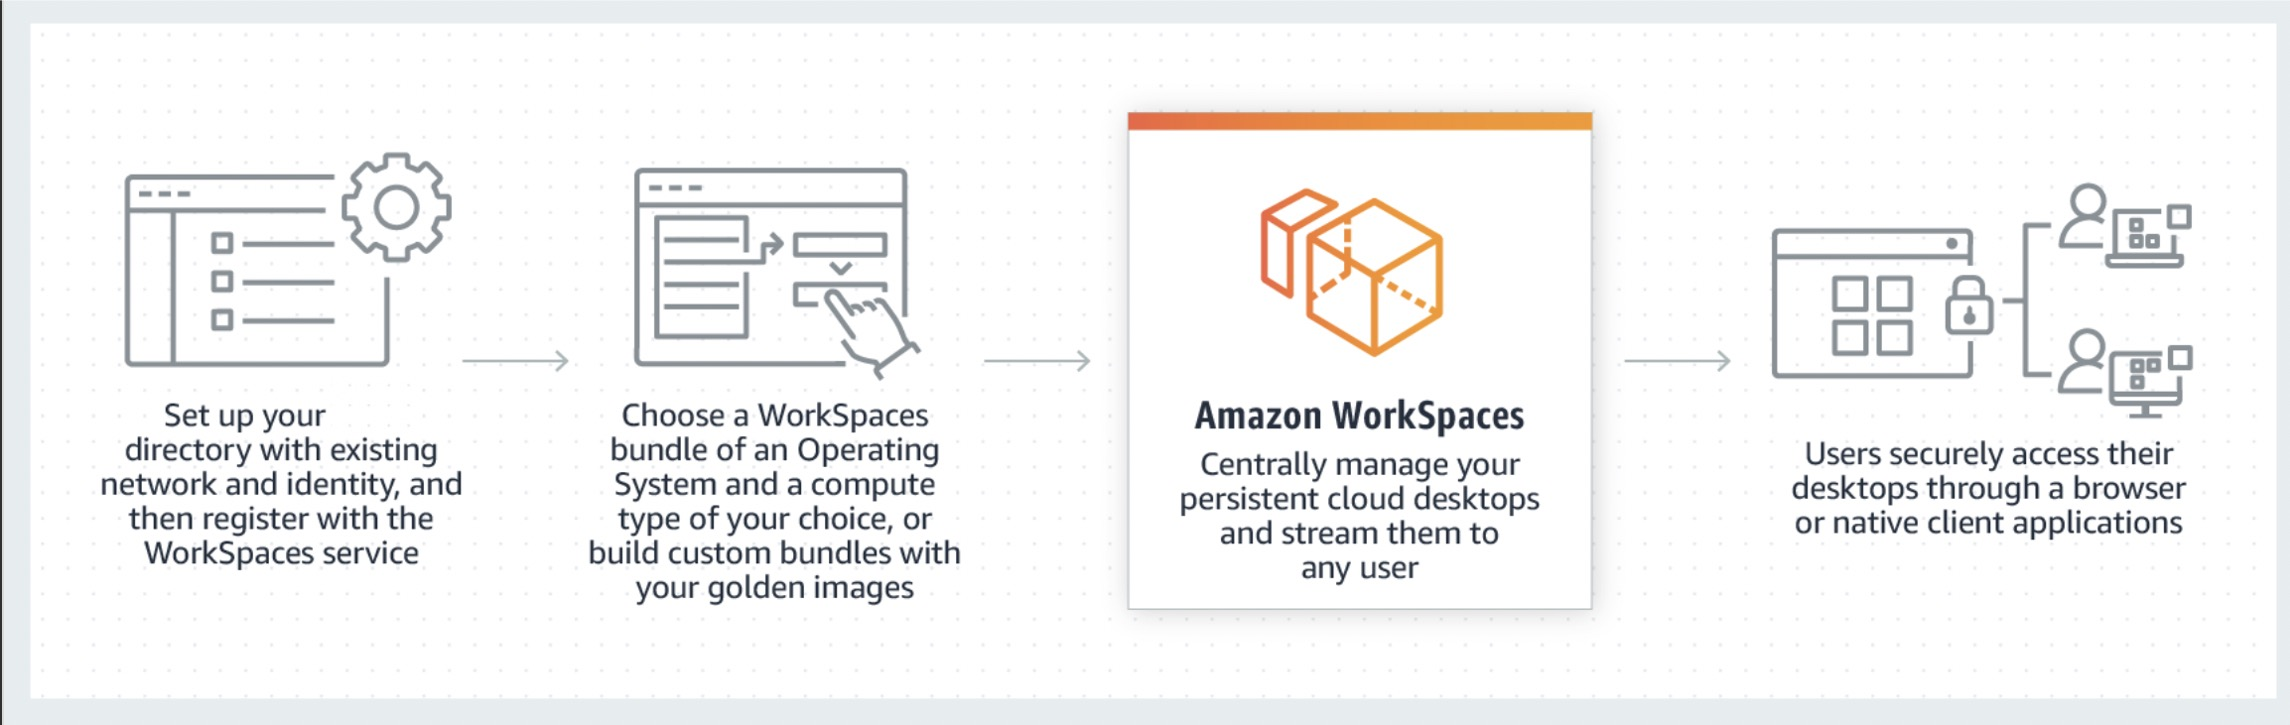 Set up your
directory with existing
network and identity, and
then register with the
WorkSpaces service
Choose a WorkSpaces
bundle of an Operating
System and a compute
type of your choice, or
build custom bundles with
your golden images
Amazon WorkSpaces
Centrally manage your
persistent cloud desktops
and stream them to
any user
Users securely access their
desktops through a browser
or native client applications